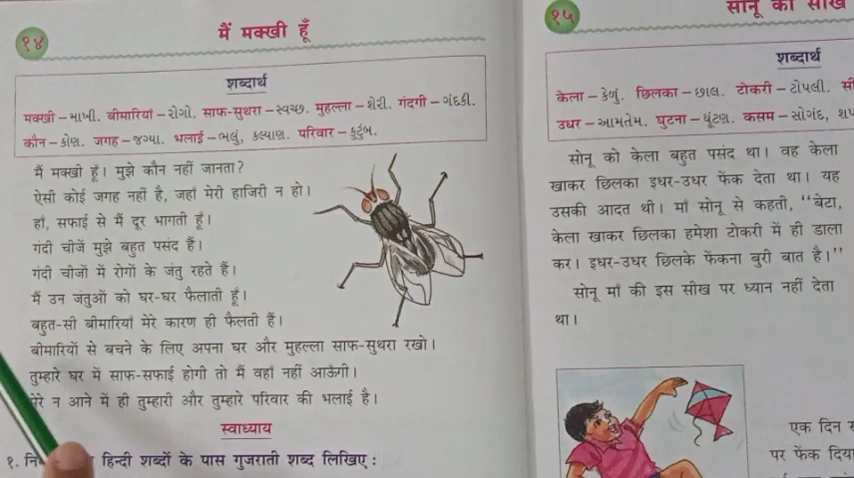 १४
मैं मक्खी हूँ
शब्दार्थ
मक्खी – માખી. बीमारियाँ – રોગો. साफ-सुथरा – સ્વચ્છ. मुहल्ला – શેરી. गंदगी – ગંદકી.
कौन – કોણ. जगह – જગ્યા. भलाई – ભલું, કલ્યાણ. परिवार – કુટુંબ.
मैं मक्खी हूँ। मुझे कौन नहीं जानता?
ऐसी कोई जगह नहीं है, जहाँ मेरी हाजिरी न हो।
हाँ, सफाई से मैं दूर भागती हूँ।
गंदी चीजें मुझे बहुत पसंद हैं।
गंदी चीजों में रोगों के जंतु रहते हैं।
मैं उन जंतुओं को घर-घर फैलाती हूँ।
बहुत-सी बीमारियाँ मेरे कारण ही फैलती हैं।
बीमारियों से बचने के लिए अपना घर और मुहल्ला साफ-सुथरा रखो।
तुम्हारे घर में साफ-सफाई होगी तो मैं वहाँ नहीं आऊँगी।
मेरे न आने में ही तुम्हारी और तुम्हारे परिवार की भलाई है।
स्वाध्याय
१. हिन्दी शब्दों के पास गुजराती शब्द लिखिए :
१५
सोनू को सीख
शब्दार्थ
केला – કેળું. छिलका – છાલ. टोकरी – ટોપલી.
उधर – આમતેમ. घुटना – ઘૂંટણ. कसम – સોગંદ,
सोनू को केला बहुत पसंद था। वह केला
खाकर छिलका इधर-उधर फेंक देता था। यह
उसकी आदत थी। माँ सोनू से कहती, "बेटा,
केला खाकर छिलका हमेशा टोकरी में ही डाला
कर। इधर-उधर छिलके फेंकना बुरी बात है।"
सोनू माँ की इस सीख पर ध्यान नहीं देता
था।
एक दिन
पर फेंक दिया